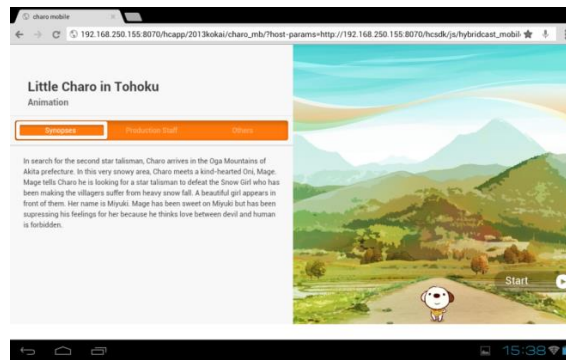 charo mobile
192.168.250.155:8070/hcapp/2013kokai/charo_mb/?host-params=http://192.168.250.155:8070/hcsdk/js/hybridcast_mobil
Little Charo in Tohoku
Animation
Synopses Production Staff Others
In search for the second star talisman, Charo arrives in the Oga Mountains of
Akita prefecture. In this very snowy area, Charo meets a kind-hearted Oni, Mage.
Mage tells Charo he is looking for a star talisman to defeat the Snow Girl who has
been making the villagers suffer from heavy snow fall. A beautiful girl appears in
front of them. Her name is Miyuki. Mage has been sweet on Miyuki but has been
supressing his feelings for her because he thinks love between devil and human
is forbidden.
Start
15:38